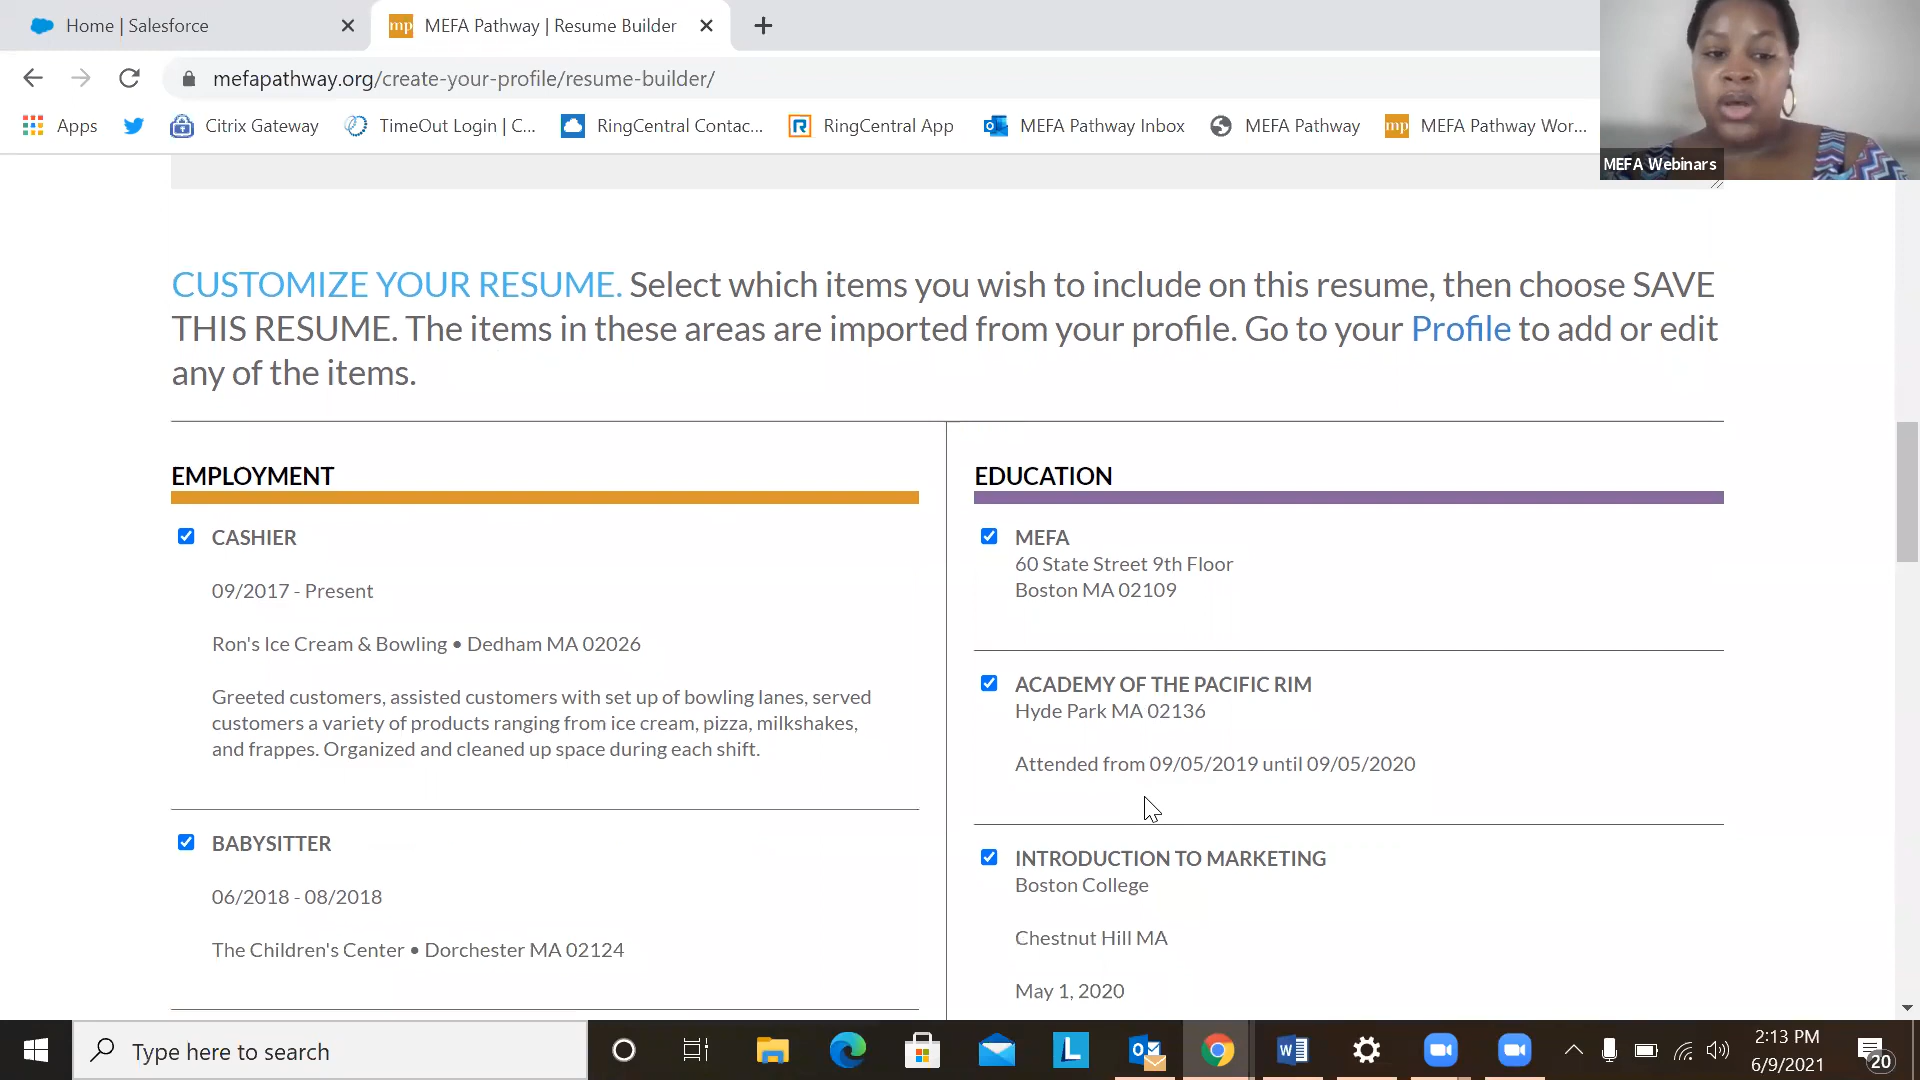 Home | Salesforce
mp MEFA Pathway | Resume Builder
mefapathway.org/create-your-profile/resume-builder/
Apps
Citrix Gateway
TimeOut Login | C...
RingCentral Contac...
RingCentral App
MEFA Pathway Inbox
MEFA Pathway
mp MEFA Pathway Wor...
MEFA Webinars
CUSTOMIZE YOUR RESUME. Select which items you wish to include on this resume, then choose SAVE
THIS RESUME. The items in these areas are imported from your profile. Go to your Profile to add or edit
any of the items.
EMPLOYMENT
CASHIER
09/2017 - Present
Ron's Ice Cream & Bowling • Dedham MA 02026
Greeted customers, assisted customers with set up of bowling lanes, served
customers a variety of products ranging from ice cream, pizza, milkshakes,
and frappes. Organized and cleaned up space during each shift.
BABYSITTER
06/2018 - 08/2018
The Children's Center • Dorchester MA 02124
EDUCATION
MEFA
60 State Street 9th Floor
Boston MA 02109
ACADEMY OF THE PACIFIC RIM
Hyde Park MA 02136
Attended from 09/05/2019 until 09/05/2020
INTRODUCTION TO MARKETING
Boston College
Chestnut Hill MA
May 1, 2020
Type here to search
2:13 PM
6/9/2021
20